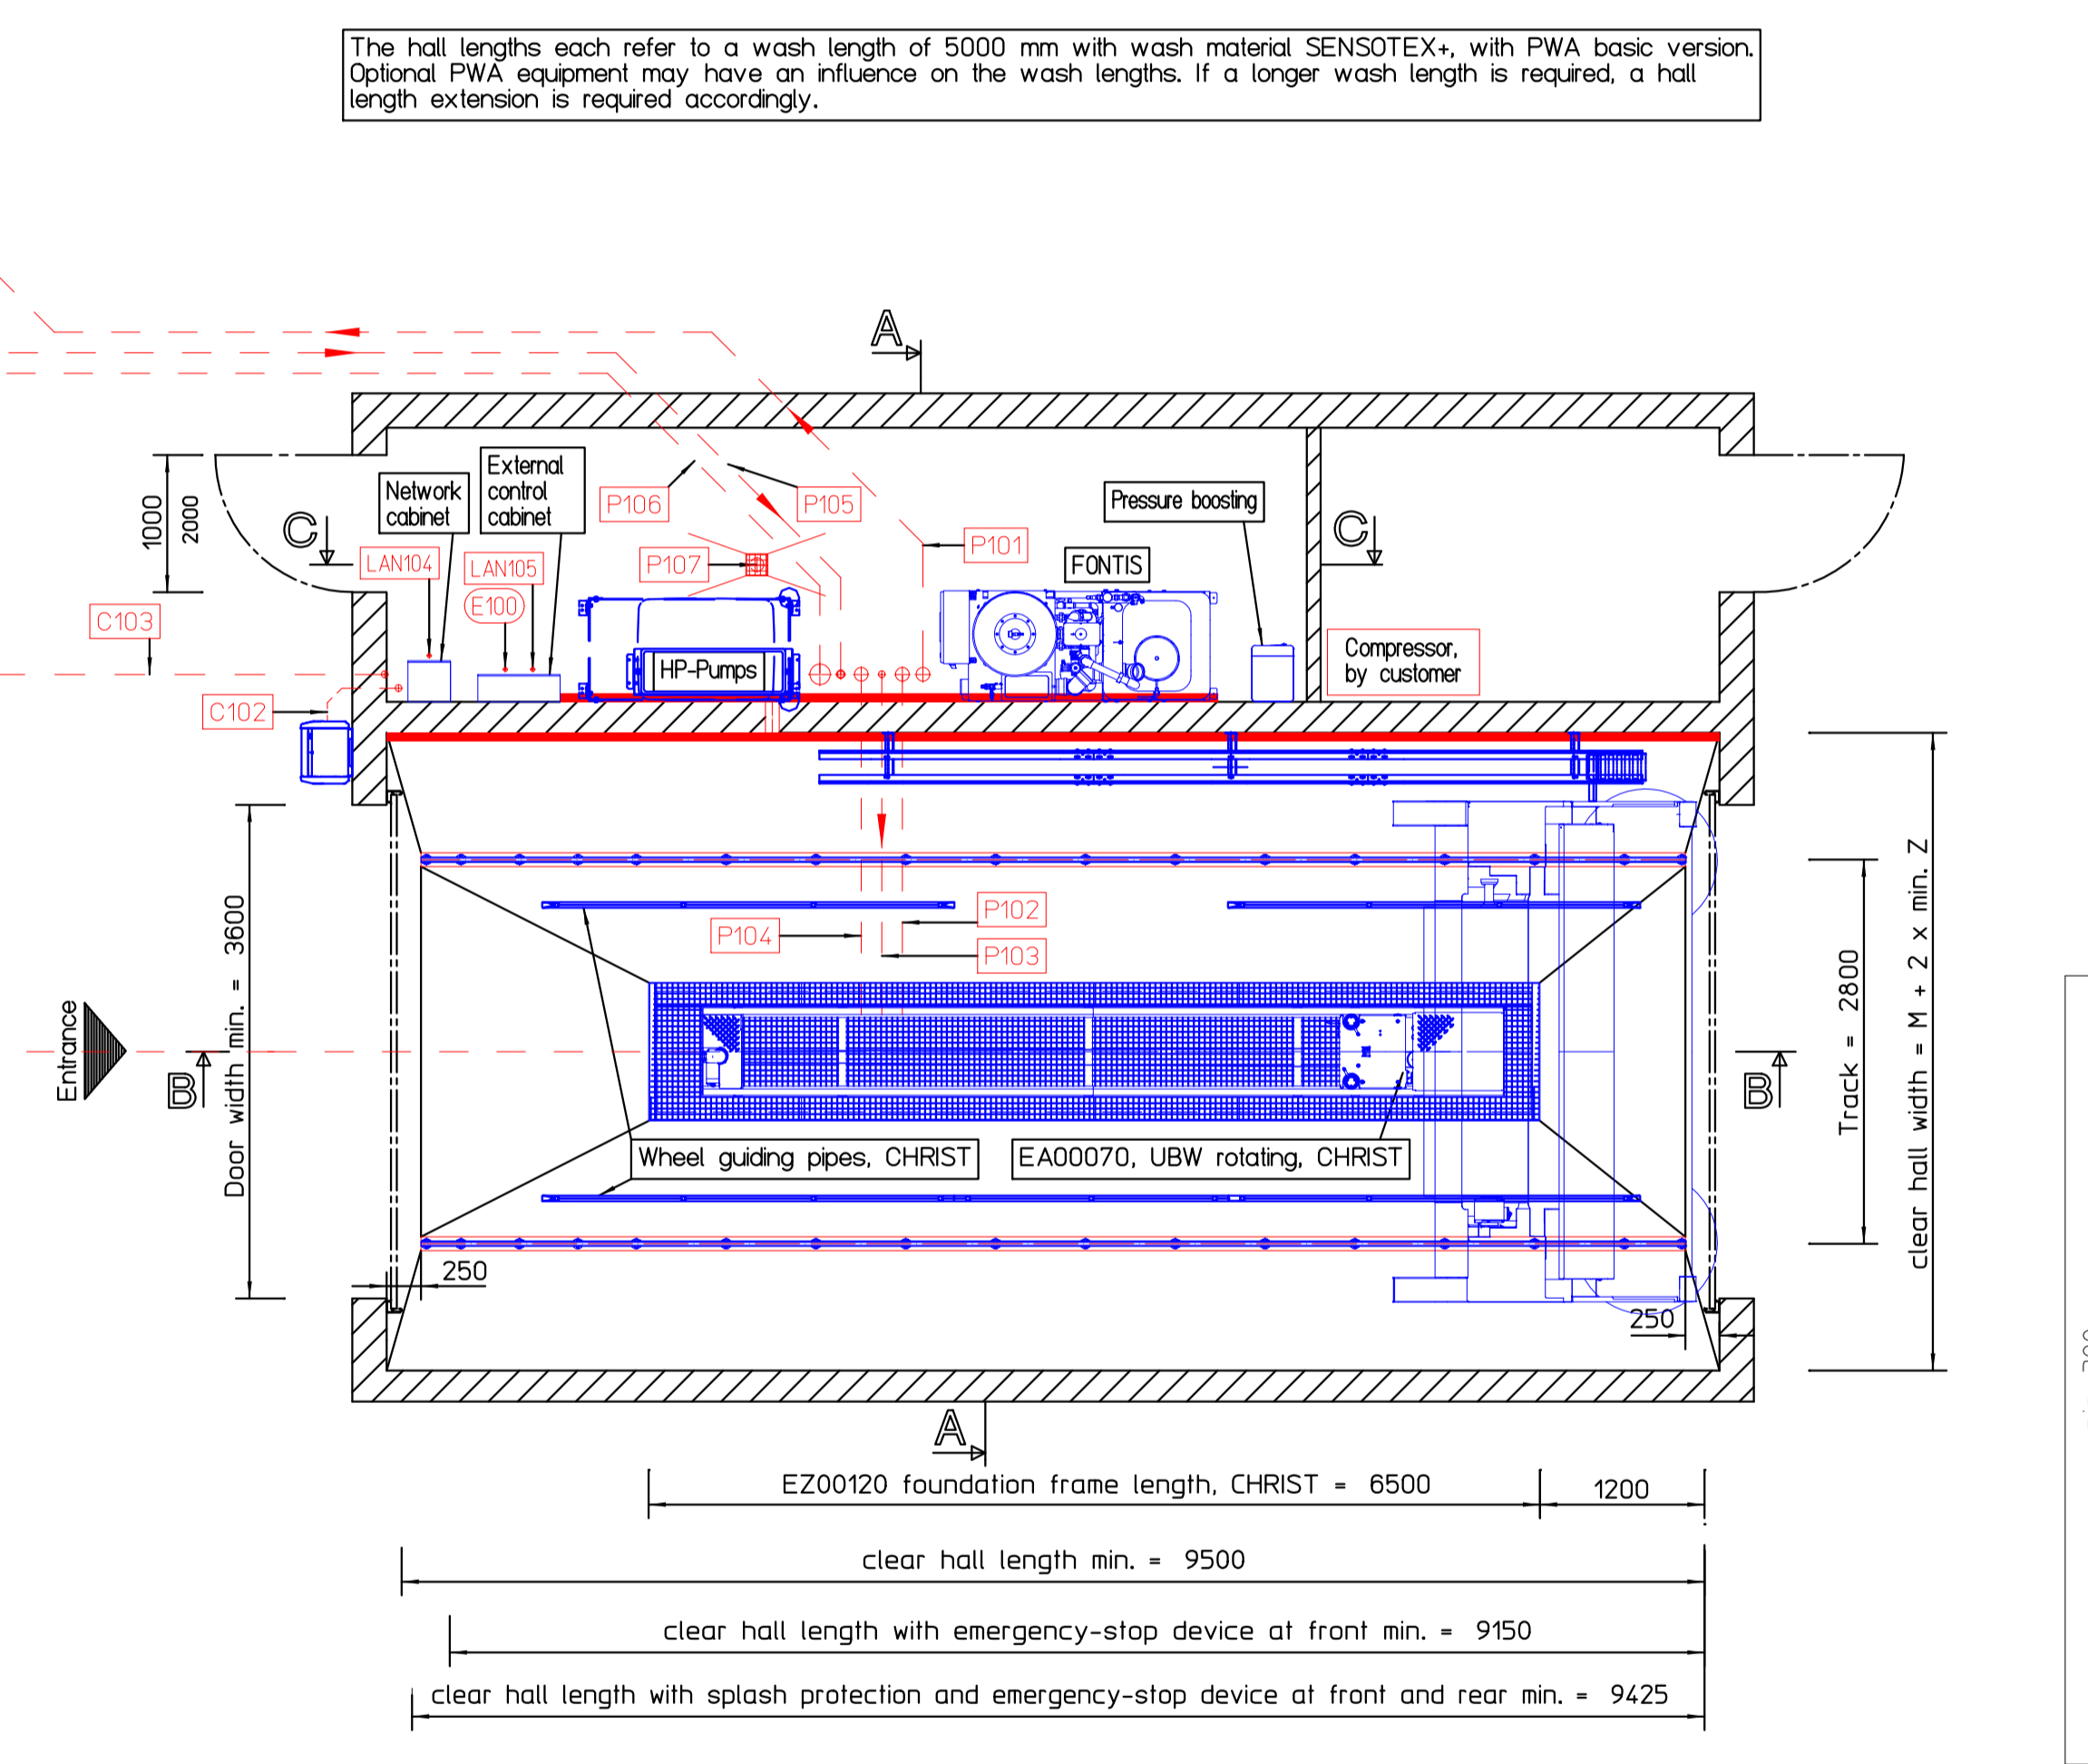 The hall lengths each refer to a wash length of 5000 mm with wash material SENSOTEX+, with PWA basic version.
Optional PWA equipment may have an influence on the wash lengths. If a longer wash length is required, a hall
length extension is required accordingly.
A
1000
2000
C
Network
cabinet
External
control
cabinet
P106
P105
Pressure boosting
C
P101
LAN104
LAN105
P107
FONTIS
E100
C103
HP-Pumps
Compressor,
by customer
C102
Door width min. = 3600
P102
P104
P103
Track = 2800
clear hall width = M + 2 x min. Z
Entrance
B
B
Wheel guiding pipes, CHRIST
EA00070, UBW rotating, CHRIST
250
250
A
EZ00120 foundation frame length, CHRIST = 6500
1200
clear hall length min. = 9500
clear hall length with emergency-stop device at front min. = 9150
clear hall length with splash protection and emergency-stop device at front and rear min. = 9425